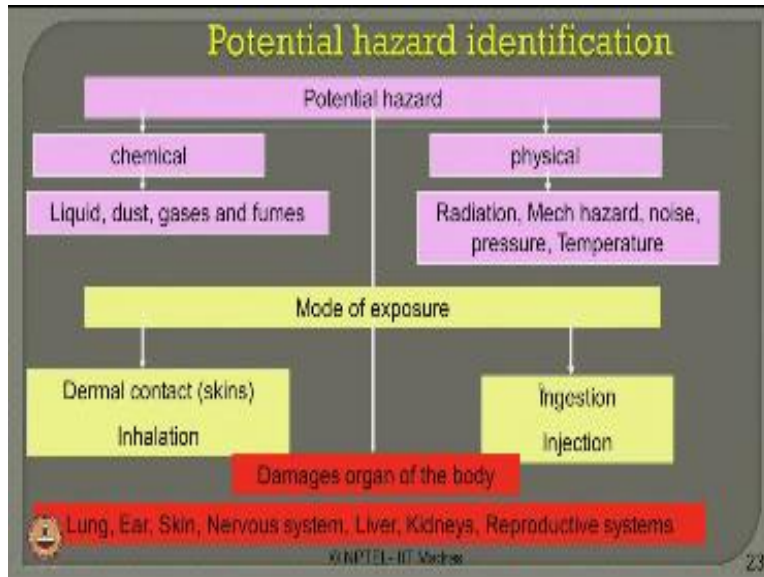 Potential hazard identification
Potential hazard
chemical
physical
Liquid, dust, gases and fumes
Radiation, Mech hazard, noise,
pressure, Temperature
Mode of exposure
Dermal contact (skins)
Inhalation
Ingestion
Injection
Damages organ of the body
Lung, Ear, Skin, Nervous system, Liver, Kidneys, Reproductive systems
© NPTEL- IIT Madras
23